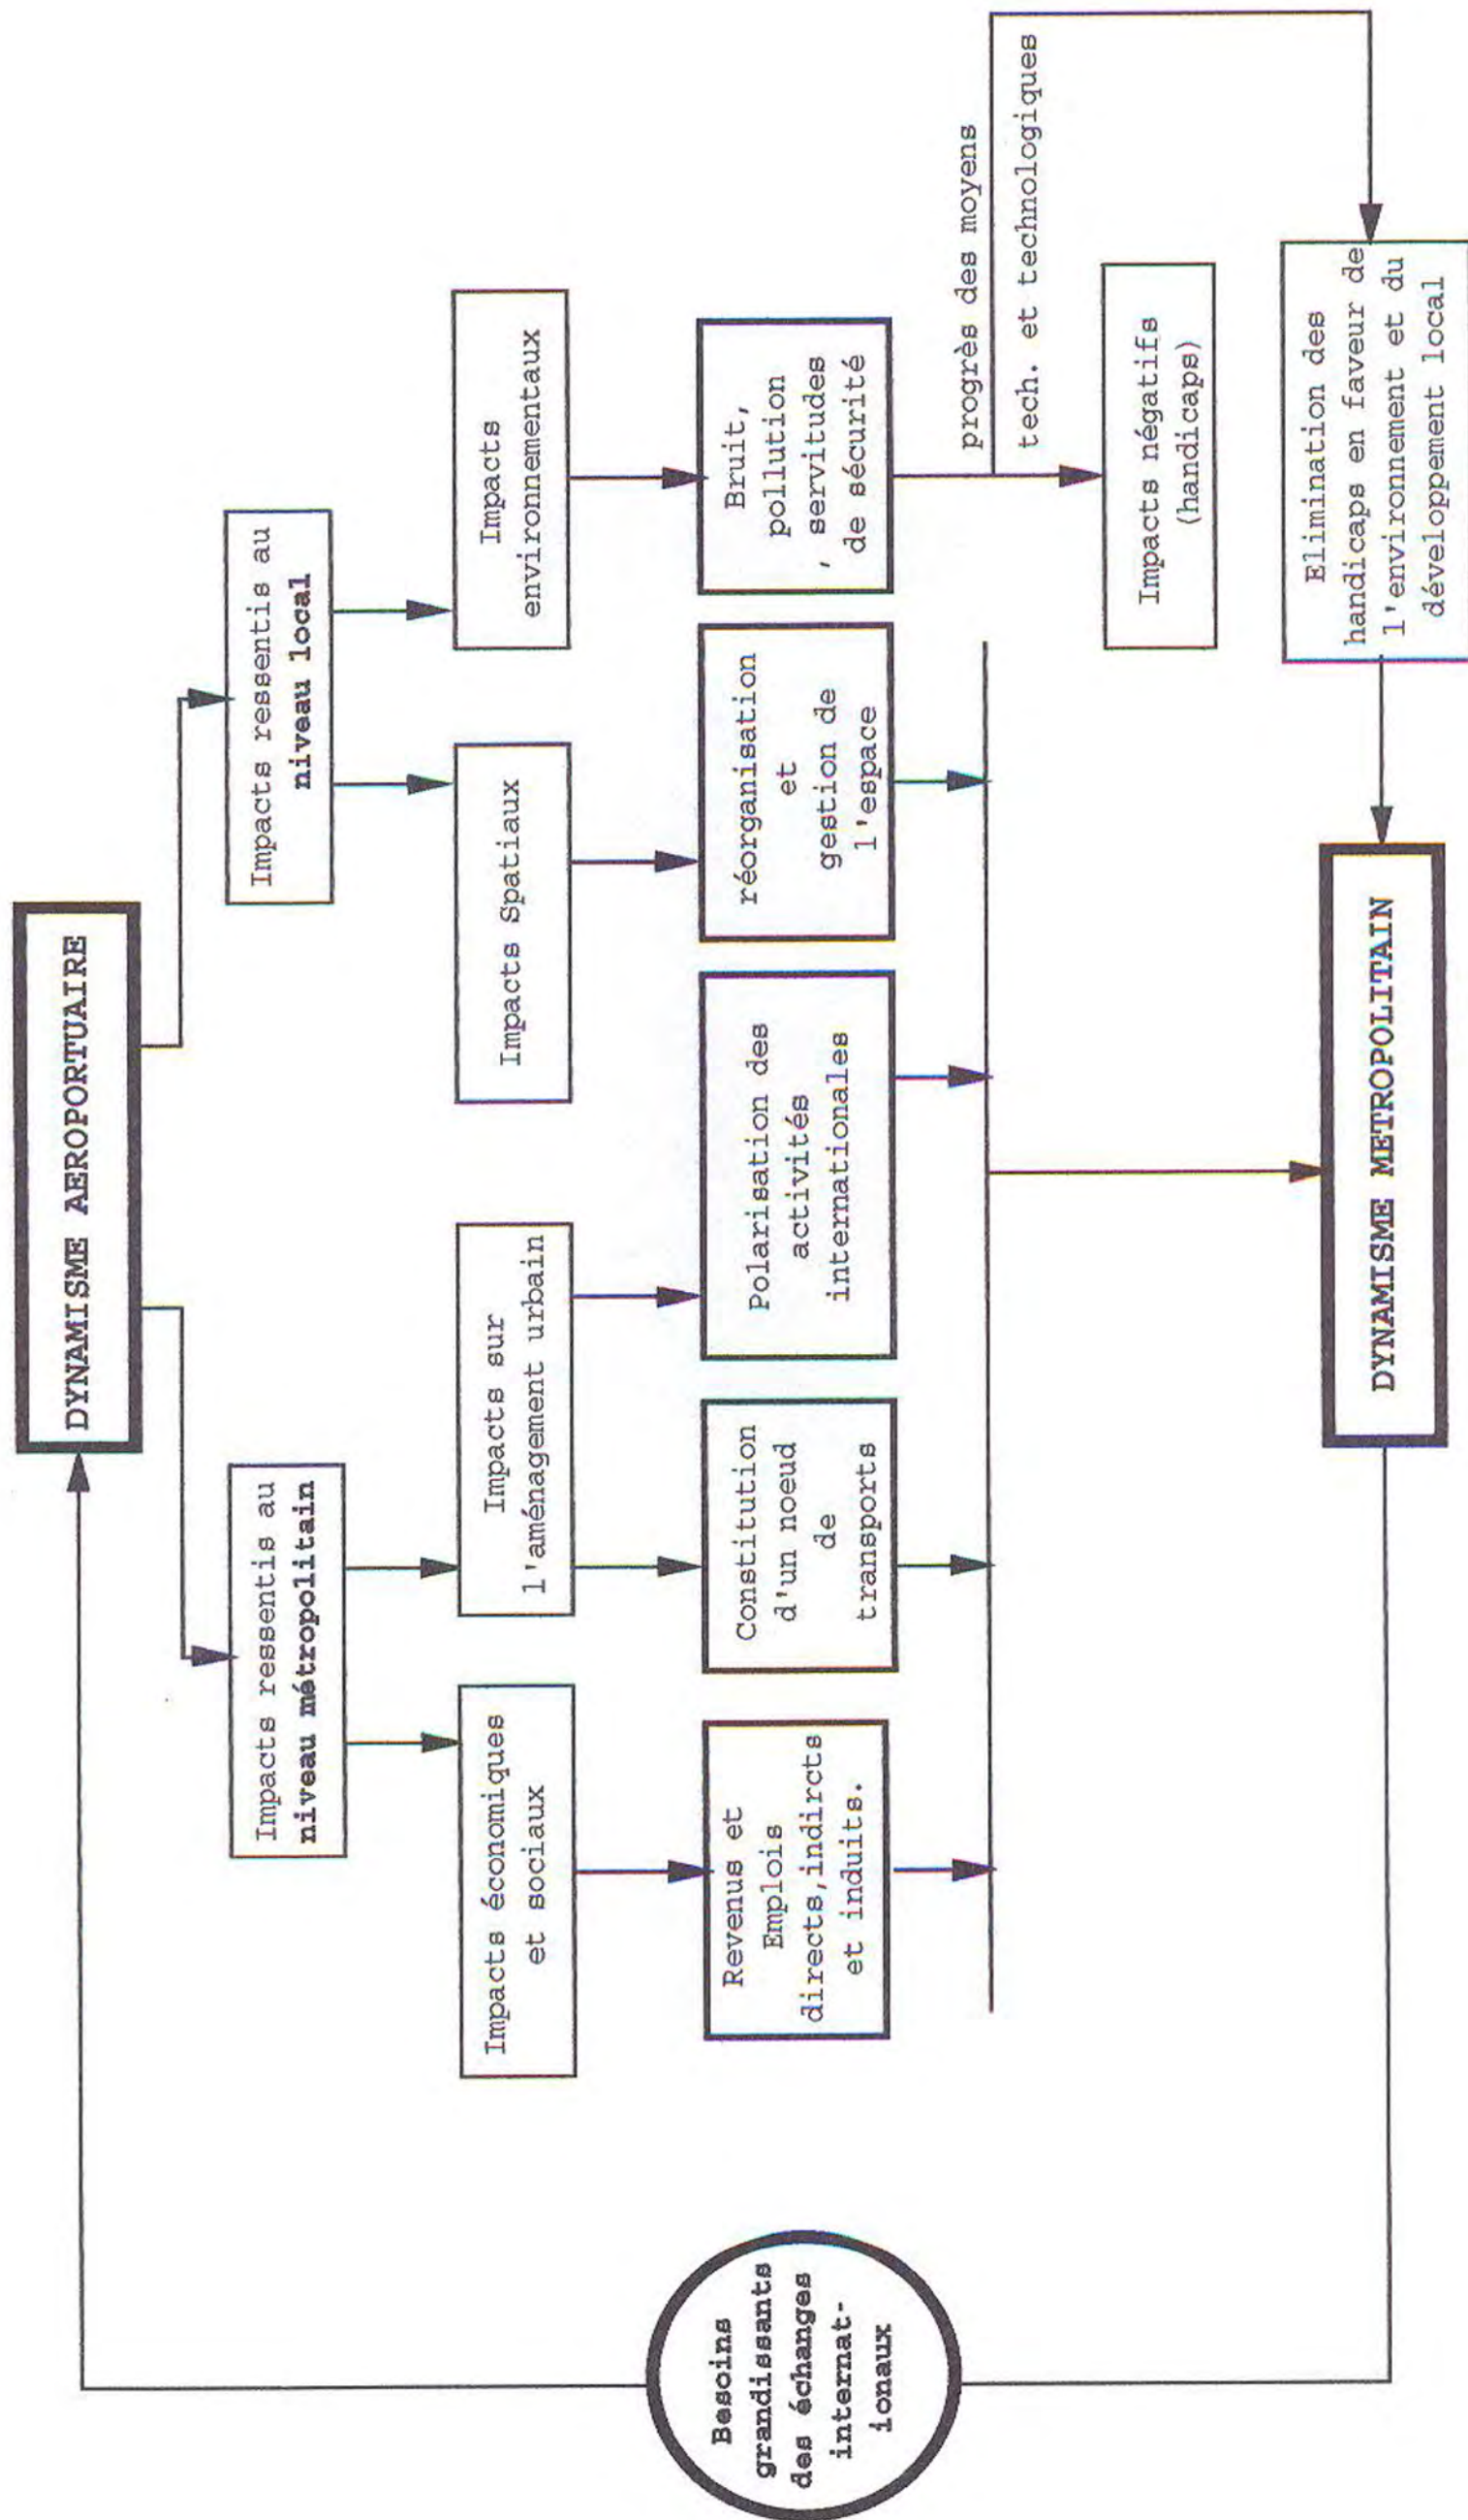 DYNAMISME AEROPORTUAIRE
Impacts ressentis au
niveau métropolitain
Impacts ressentis au
niveau local
Impacts économiques
et sociaux
Impacts sur
l'aménagement urbain
Impacts Spatiaux
Impacts
environnementaux
Revenus et
Emplois
directs,indircts
et induits.
Constitution
d'un noeud
de
transports
Polarisation des
activités
internationales
réorganisation
et
gestion de
l'espace
Bruit,
pollution
, servitudes
de sécurité
Besoins
grandissants
des échanges
internat-
ionaux
progrès des moyens
tech. et technologiques
Impacts négatifs
(handicaps)
Elimination des
handicaps en faveur de
l'environnement et du
développement local
DYNAMISME METROPOLITAIN